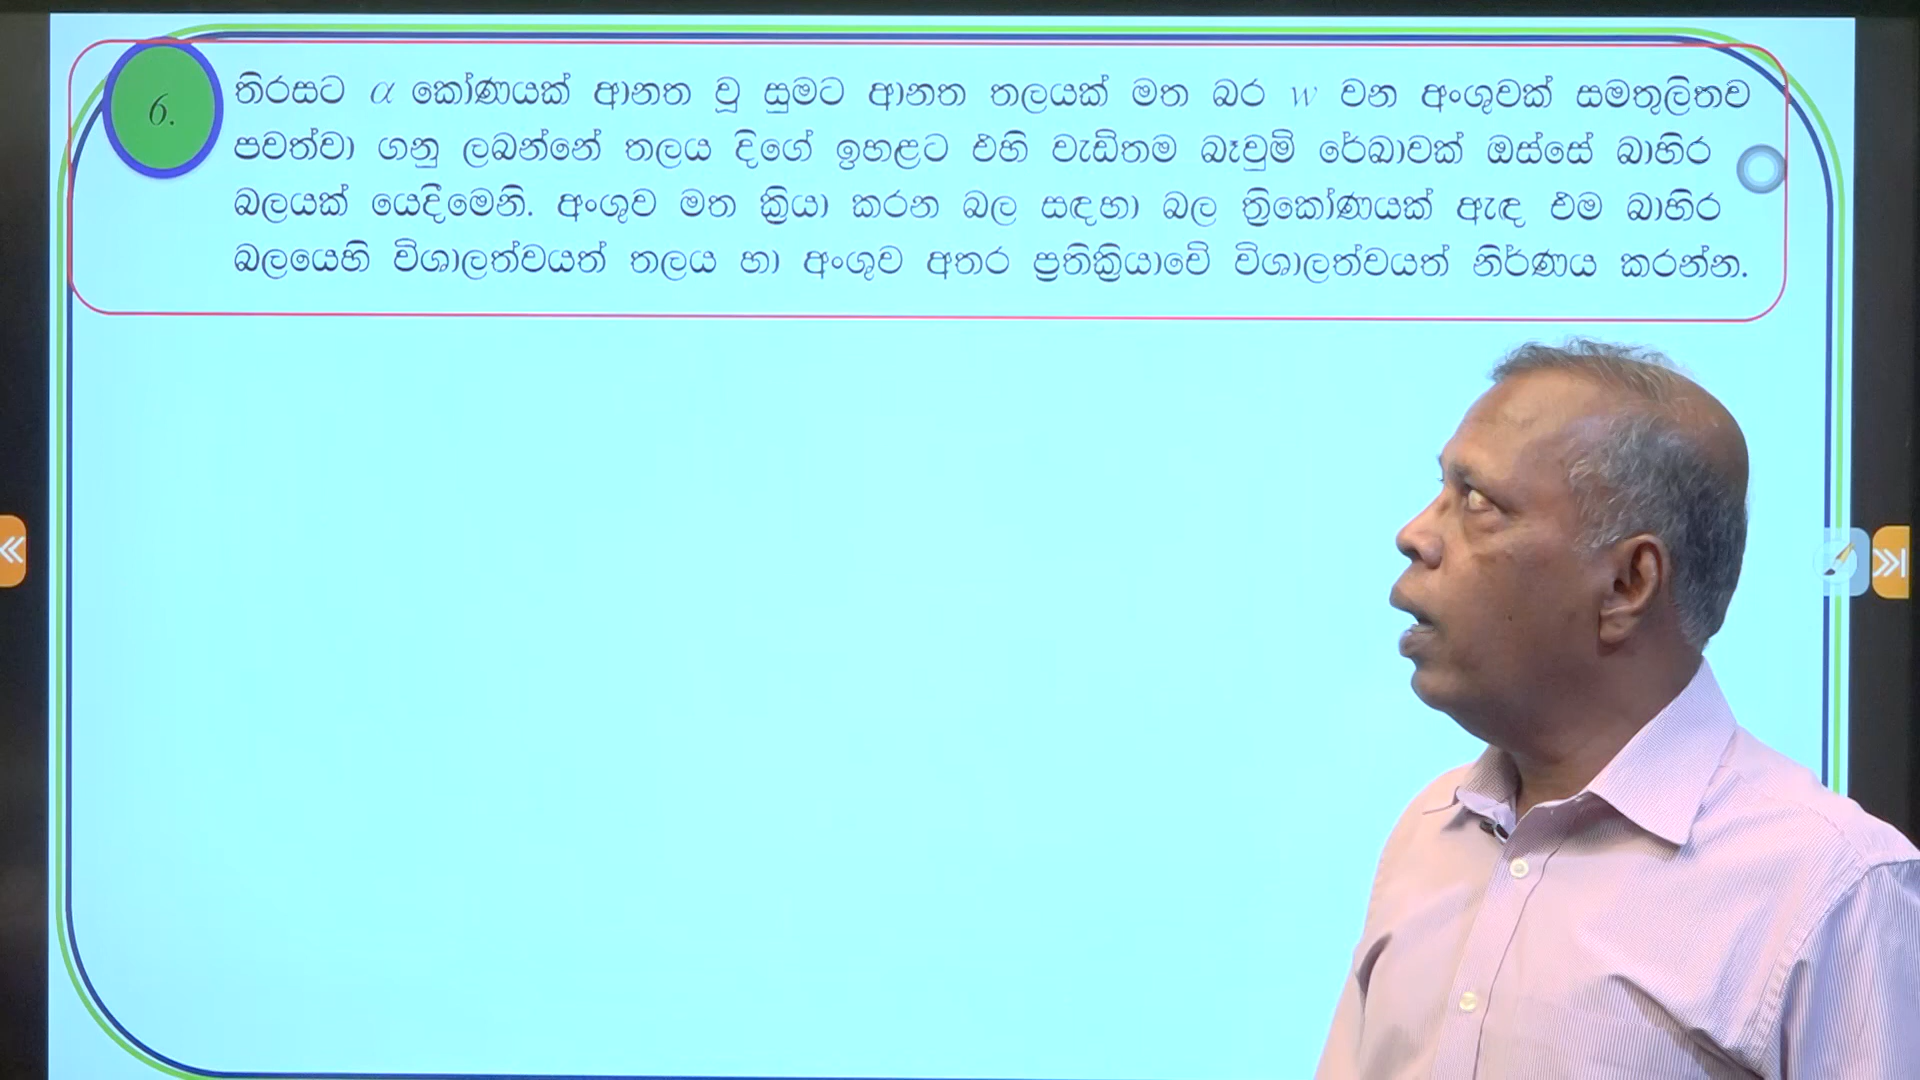 6.
තිරසට α කෝණයක් ආනත වූ සුමට ආනත තලයක් මත බර w වන අංශුවක් සමතුලිතව
පවත්වා ගනු ලබන්නේ තලය දිගේ ඉහළට එහි වැඩිතම බෑවුම් රේඛාවක් ඔස්සේ බාහිර
බලයක් යෙදීමෙනි. අංශුව මත ක්‍රියා කරන බල සඳහා බල ත්‍රිකෝණයක් ඇඳ එම බාහිර
බලයෙහි විශාලත්වයත් තලය හා අංශුව අතර ප්‍රතික්‍රියාවේ විශාලත්වයත් නිර්ණය කරන්න.